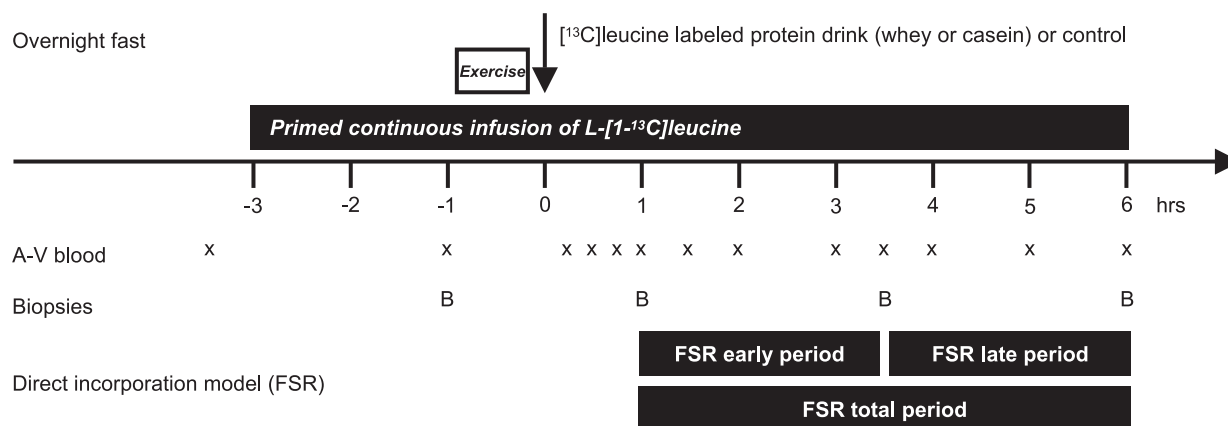 Overnight fast
[¹³C]leucine labeled protein drink (whey or casein) or control
Exercise
Primed continuous infusion of L-[1-¹³C]leucine
-3 -2 -1 0 1 2 3 4 5 6 hrs
A-V blood x x x x x x x x x x x x x
Biopsies B B B B
FSR early period FSR late period
Direct incorporation model (FSR)
FSR total period